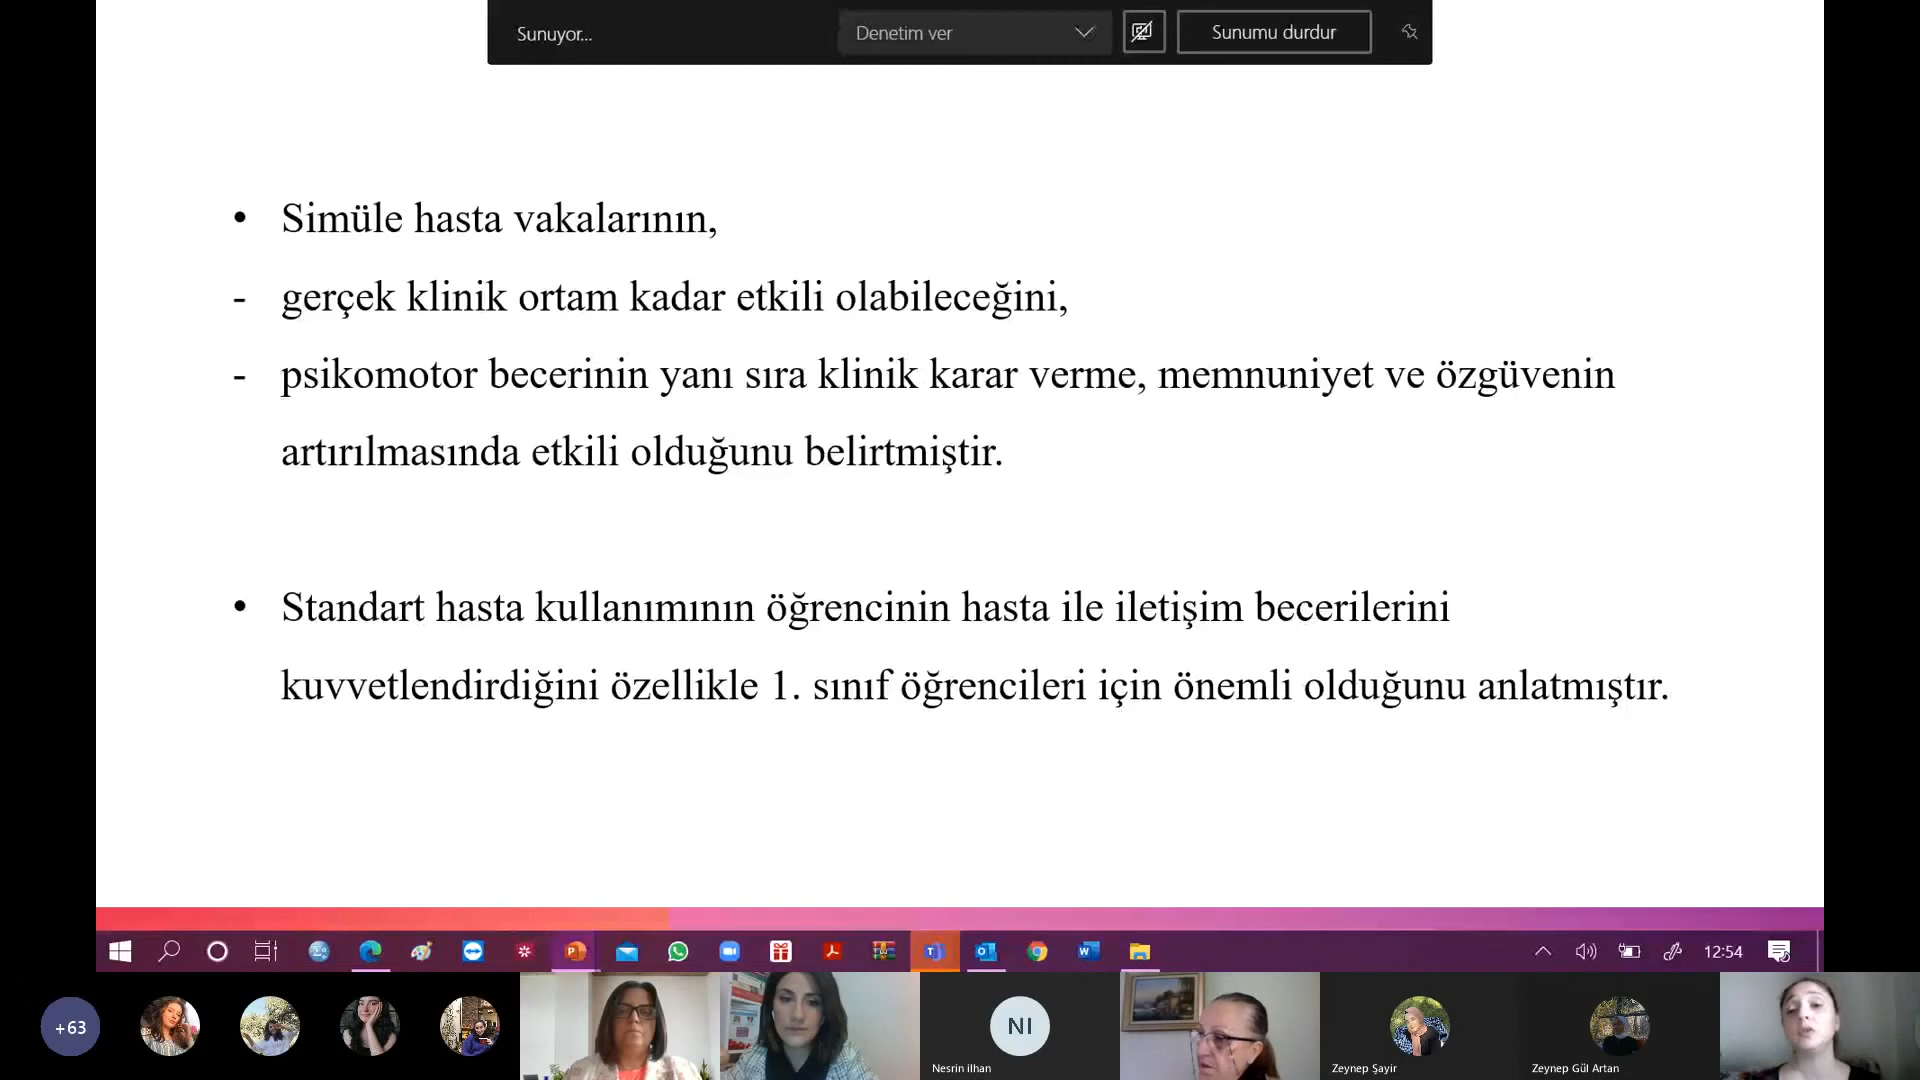 Sunuyor...
Denetim ver
Sunumu durdur
• Simüle hasta vakalarının,
- gerçek klinik ortam kadar etkili olabileceğini,
- psikomotor becerinin yanı sıra klinik karar verme, memnuniyet ve özgüvenin
artırılmasında etkili olduğunu belirtmiştir.
• Standart hasta kullanımının öğrencinin hasta ile iletişim becerilerini
kuvvetlendirdiğini özellikle 1. sınıf öğrencileri için önemli olduğunu anlatmıştır.
12:54
+63
NI
Nesrin ilhan
Zeynep Şayir
Zeynep Gül Artan